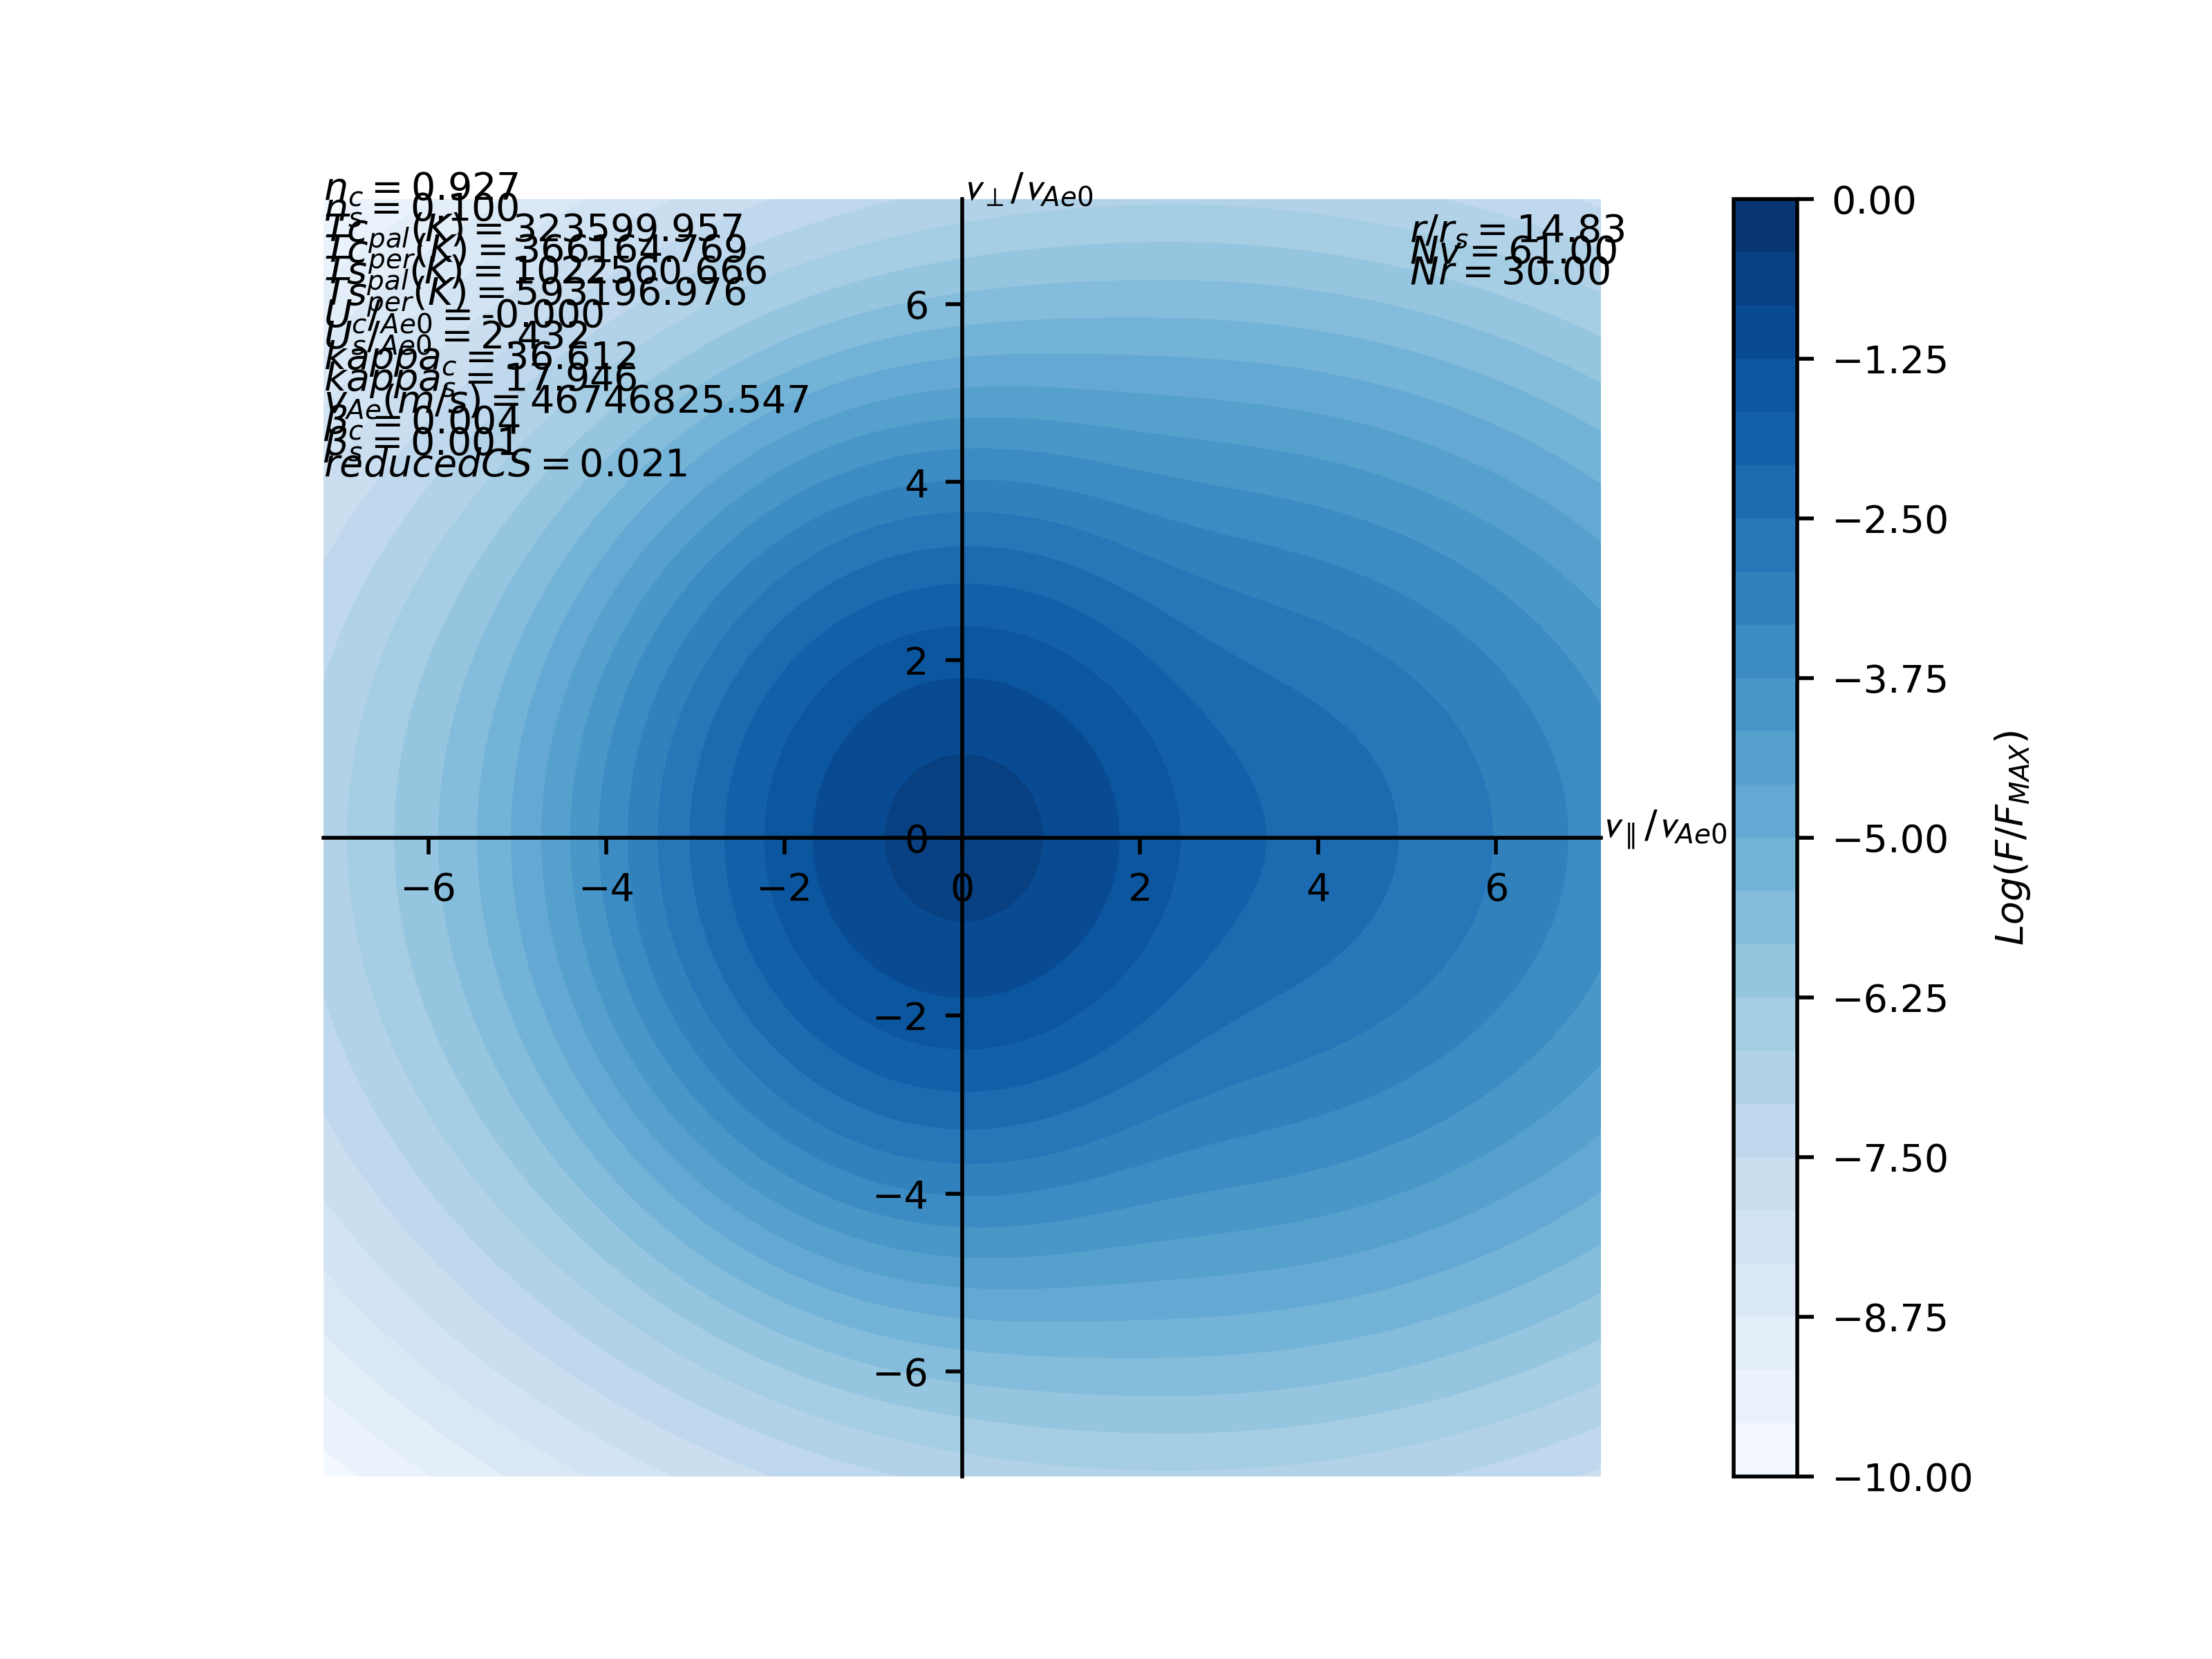 n_c = 0.927
n_s = 0.100
Tc_pal(K) = 323599.957
Tc_per(K) = 366164.769
Ts_pal(K) = 1022560.666
Ts_per(K) = 593196.976
U_c/Ae0 = -0.000
U_s/Ae0 = 2.432
kappa_c = 36.612
kappa_s = 17.946
v_Ae(m/s) = 46746825.547
β_c = 0.004
β_s = 0.001
reducedCS = 0.021
v_⊥/v_Ae0
r/r_s = 14.83
Nv = 61.00
Nr = 30.00
6
4
2
0
−2
−4
−6
−6 −4 −2 0 2 4 6
v_∥/v_Ae0
0.00
−1.25
−2.50
−3.75
−5.00
−6.25
−7.50
−8.75
−10.00
Log(F/F_MAX)